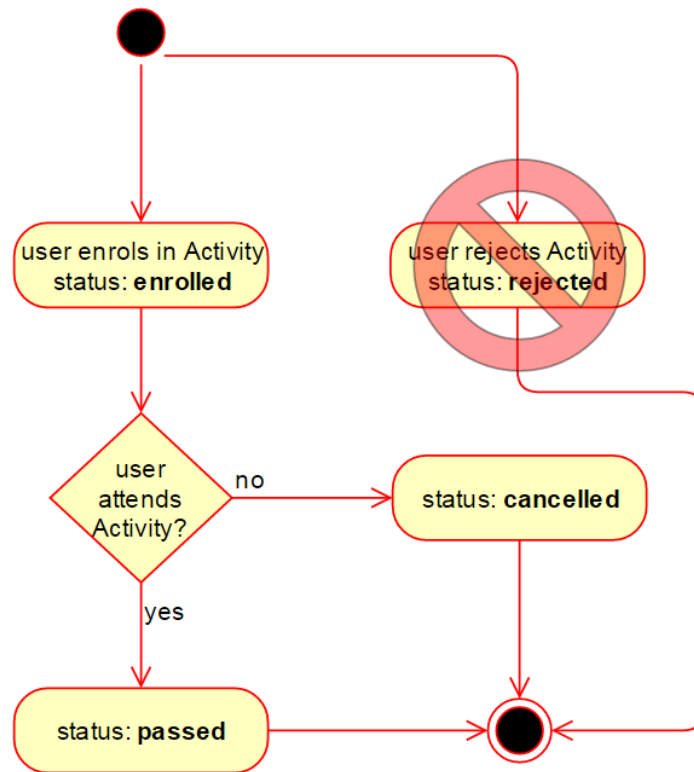 user enrols in Activity
status: enrolled
user rejects Activity
status: rejected
user
attends
Activity?
no
status: cancelled
yes
status: passed